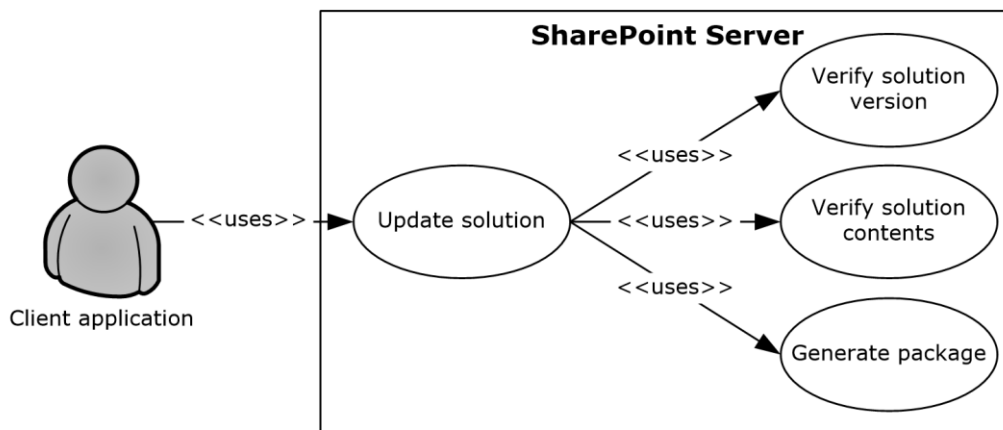 SharePoint Server
Verify solution
version
<<uses>>
<<uses>>
Update solution
<<uses>>
Verify solution
contents
<<uses>>
Client application
Generate package